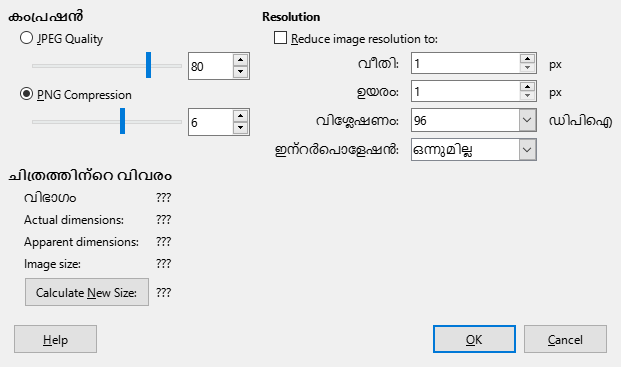 കംപ്രഷൻ
JPEG Quality
80
PNG Compression
6
Resolution
Reduce image resolution to:
വീതി: 1 px
ഉയരം: 1 px
വിശ്ലേഷണം: 96 ഡിപിഐ
ഇന്റർപൊളേഷൻ: ഒന്നുമില്ല
ചിത്രത്തിന്റെ വിവരം
വിഭാഗം ???
Actual dimensions: ???
Apparent dimensions: ???
Image size: ???
Calculate New Size: ???
Help OK Cancel